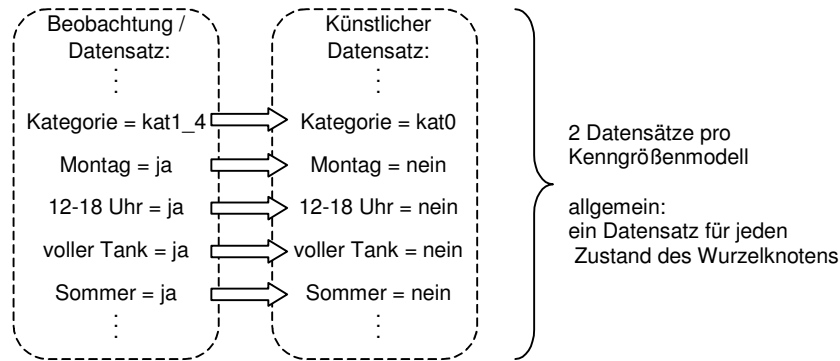 Beobachtung /
Datensatz:
Kategorie = kat1_4
Montag = ja
12-18 Uhr = ja
voller Tank = ja
Sommer = ja
Künstlicher
Datensatz:
Kategorie = kat0
Montag = nein
12-18 Uhr = nein
voller Tank = nein
Sommer = nein
2 Datensätze pro
Kenngrößenmodell
allgemein:
ein Datensatz für jeden
Zustand des Wurzelknotens